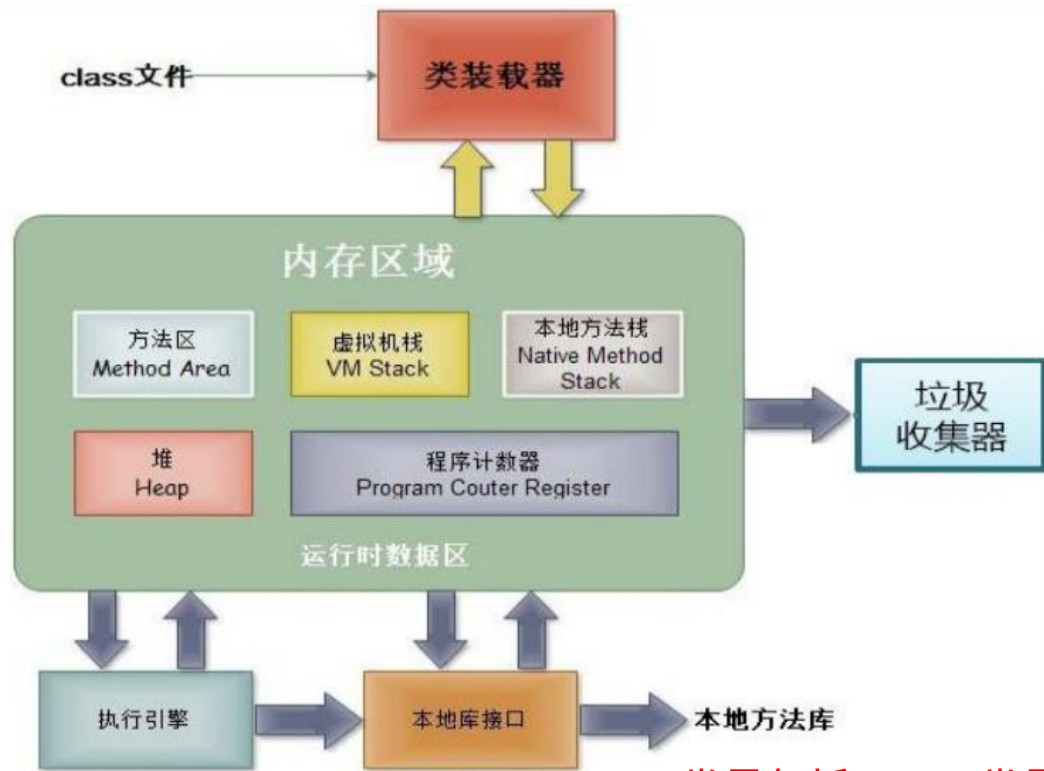 class文件
类装载器
内存区域
方法区
Method Area
虚拟机栈
VM Stack
本地方法栈
Native Method
Stack
堆
Heap
程序计数器
Program Couter Register
运行时数据区
垃圾
收集器
执行引擎
本地库接口
本地方法库